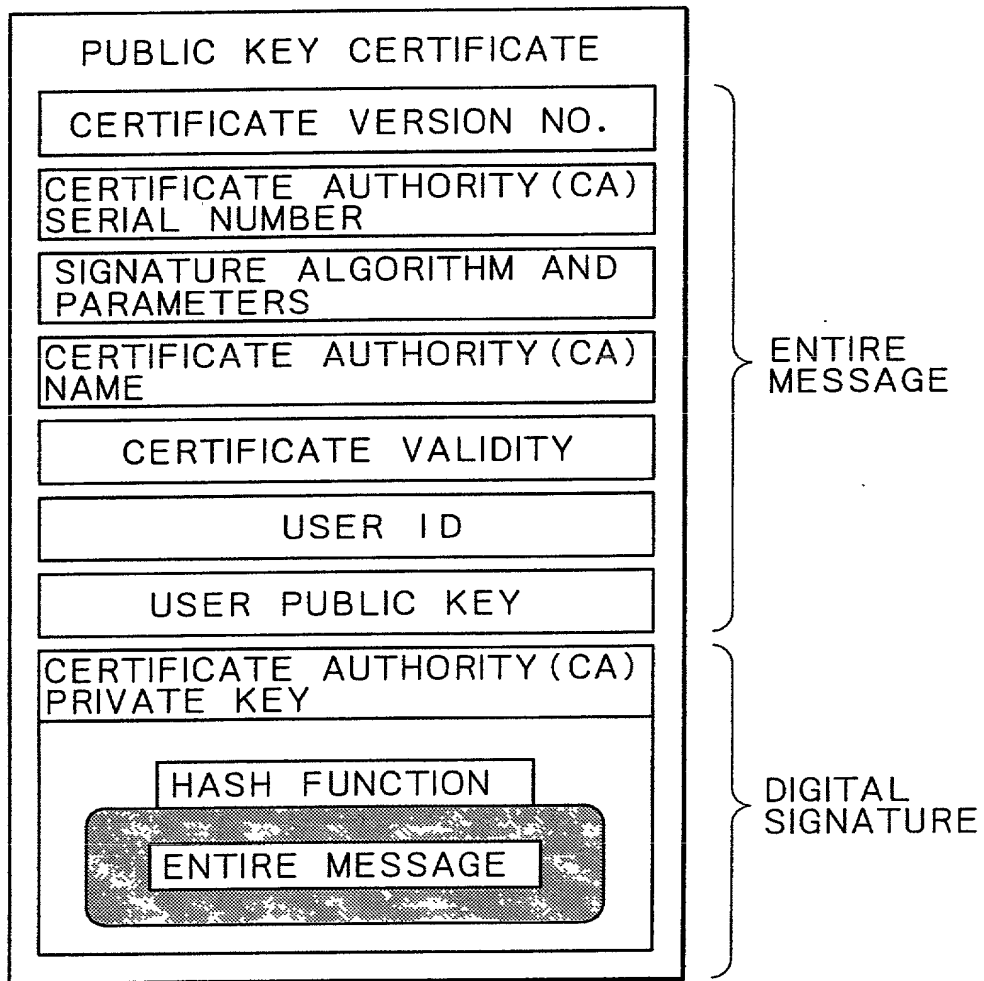 PUBLIC KEY CERTIFICATE
CERTIFICATE VERSION NO.
CERTIFICATE AUTHORITY(CA)
SERIAL NUMBER
SIGNATURE ALGORITHM AND
PARAMETERS
CERTIFICATE AUTHORITY(CA)
NAME
CERTIFICATE VALIDITY
USER ID
USER PUBLIC KEY
ENTIRE
MESSAGE
CERTIFICATE AUTHORITY(CA)
PRIVATE KEY
HASH FUNCTION
ENTIRE MESSAGE
DIGITAL
SIGNATURE